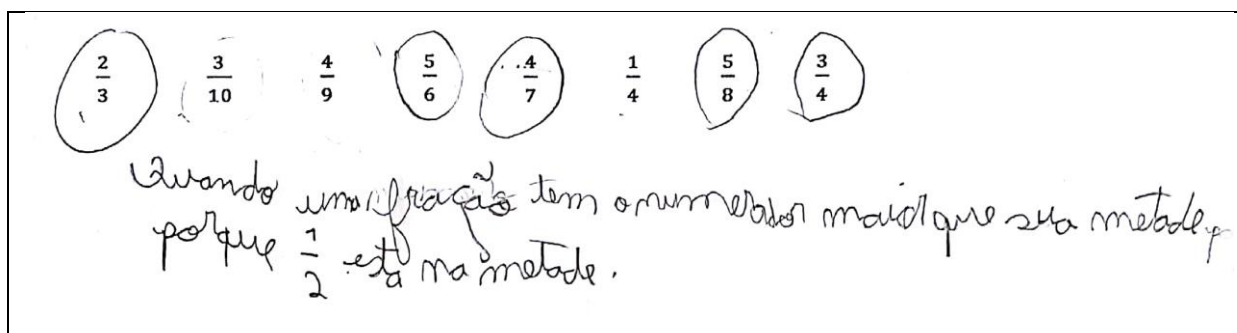 2/3 3/10 4/9 5/6 4/7 1/4 5/8 3/4
Quando uma fração tem o numerador maior que sua metade,
porque 1/2 está na metade.